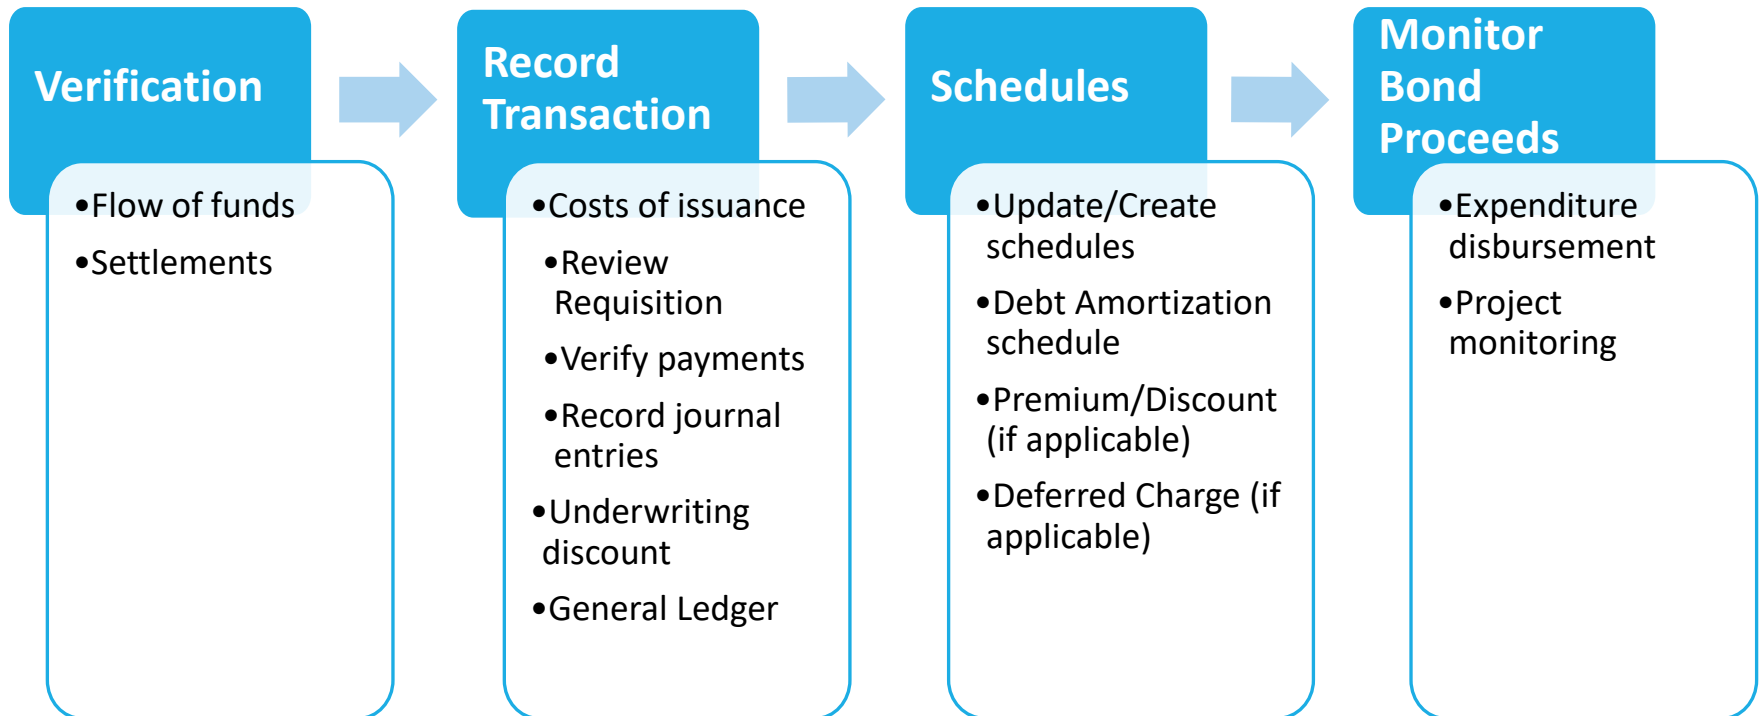 Verification
•Flow of funds
•Settlements
Record
Transaction
•Costs of issuance
•Review
Requisition
•Verify payments
•Record journal
entries
•Underwriting
discount
•General Ledger
Schedules
•Update/Create
schedules
•Debt Amortization
schedule
•Premium/Discount
(if applicable)
•Deferred Charge (if
applicable)
Monitor
Bond
Proceeds
•Expenditure
disbursement
•Project
monitoring